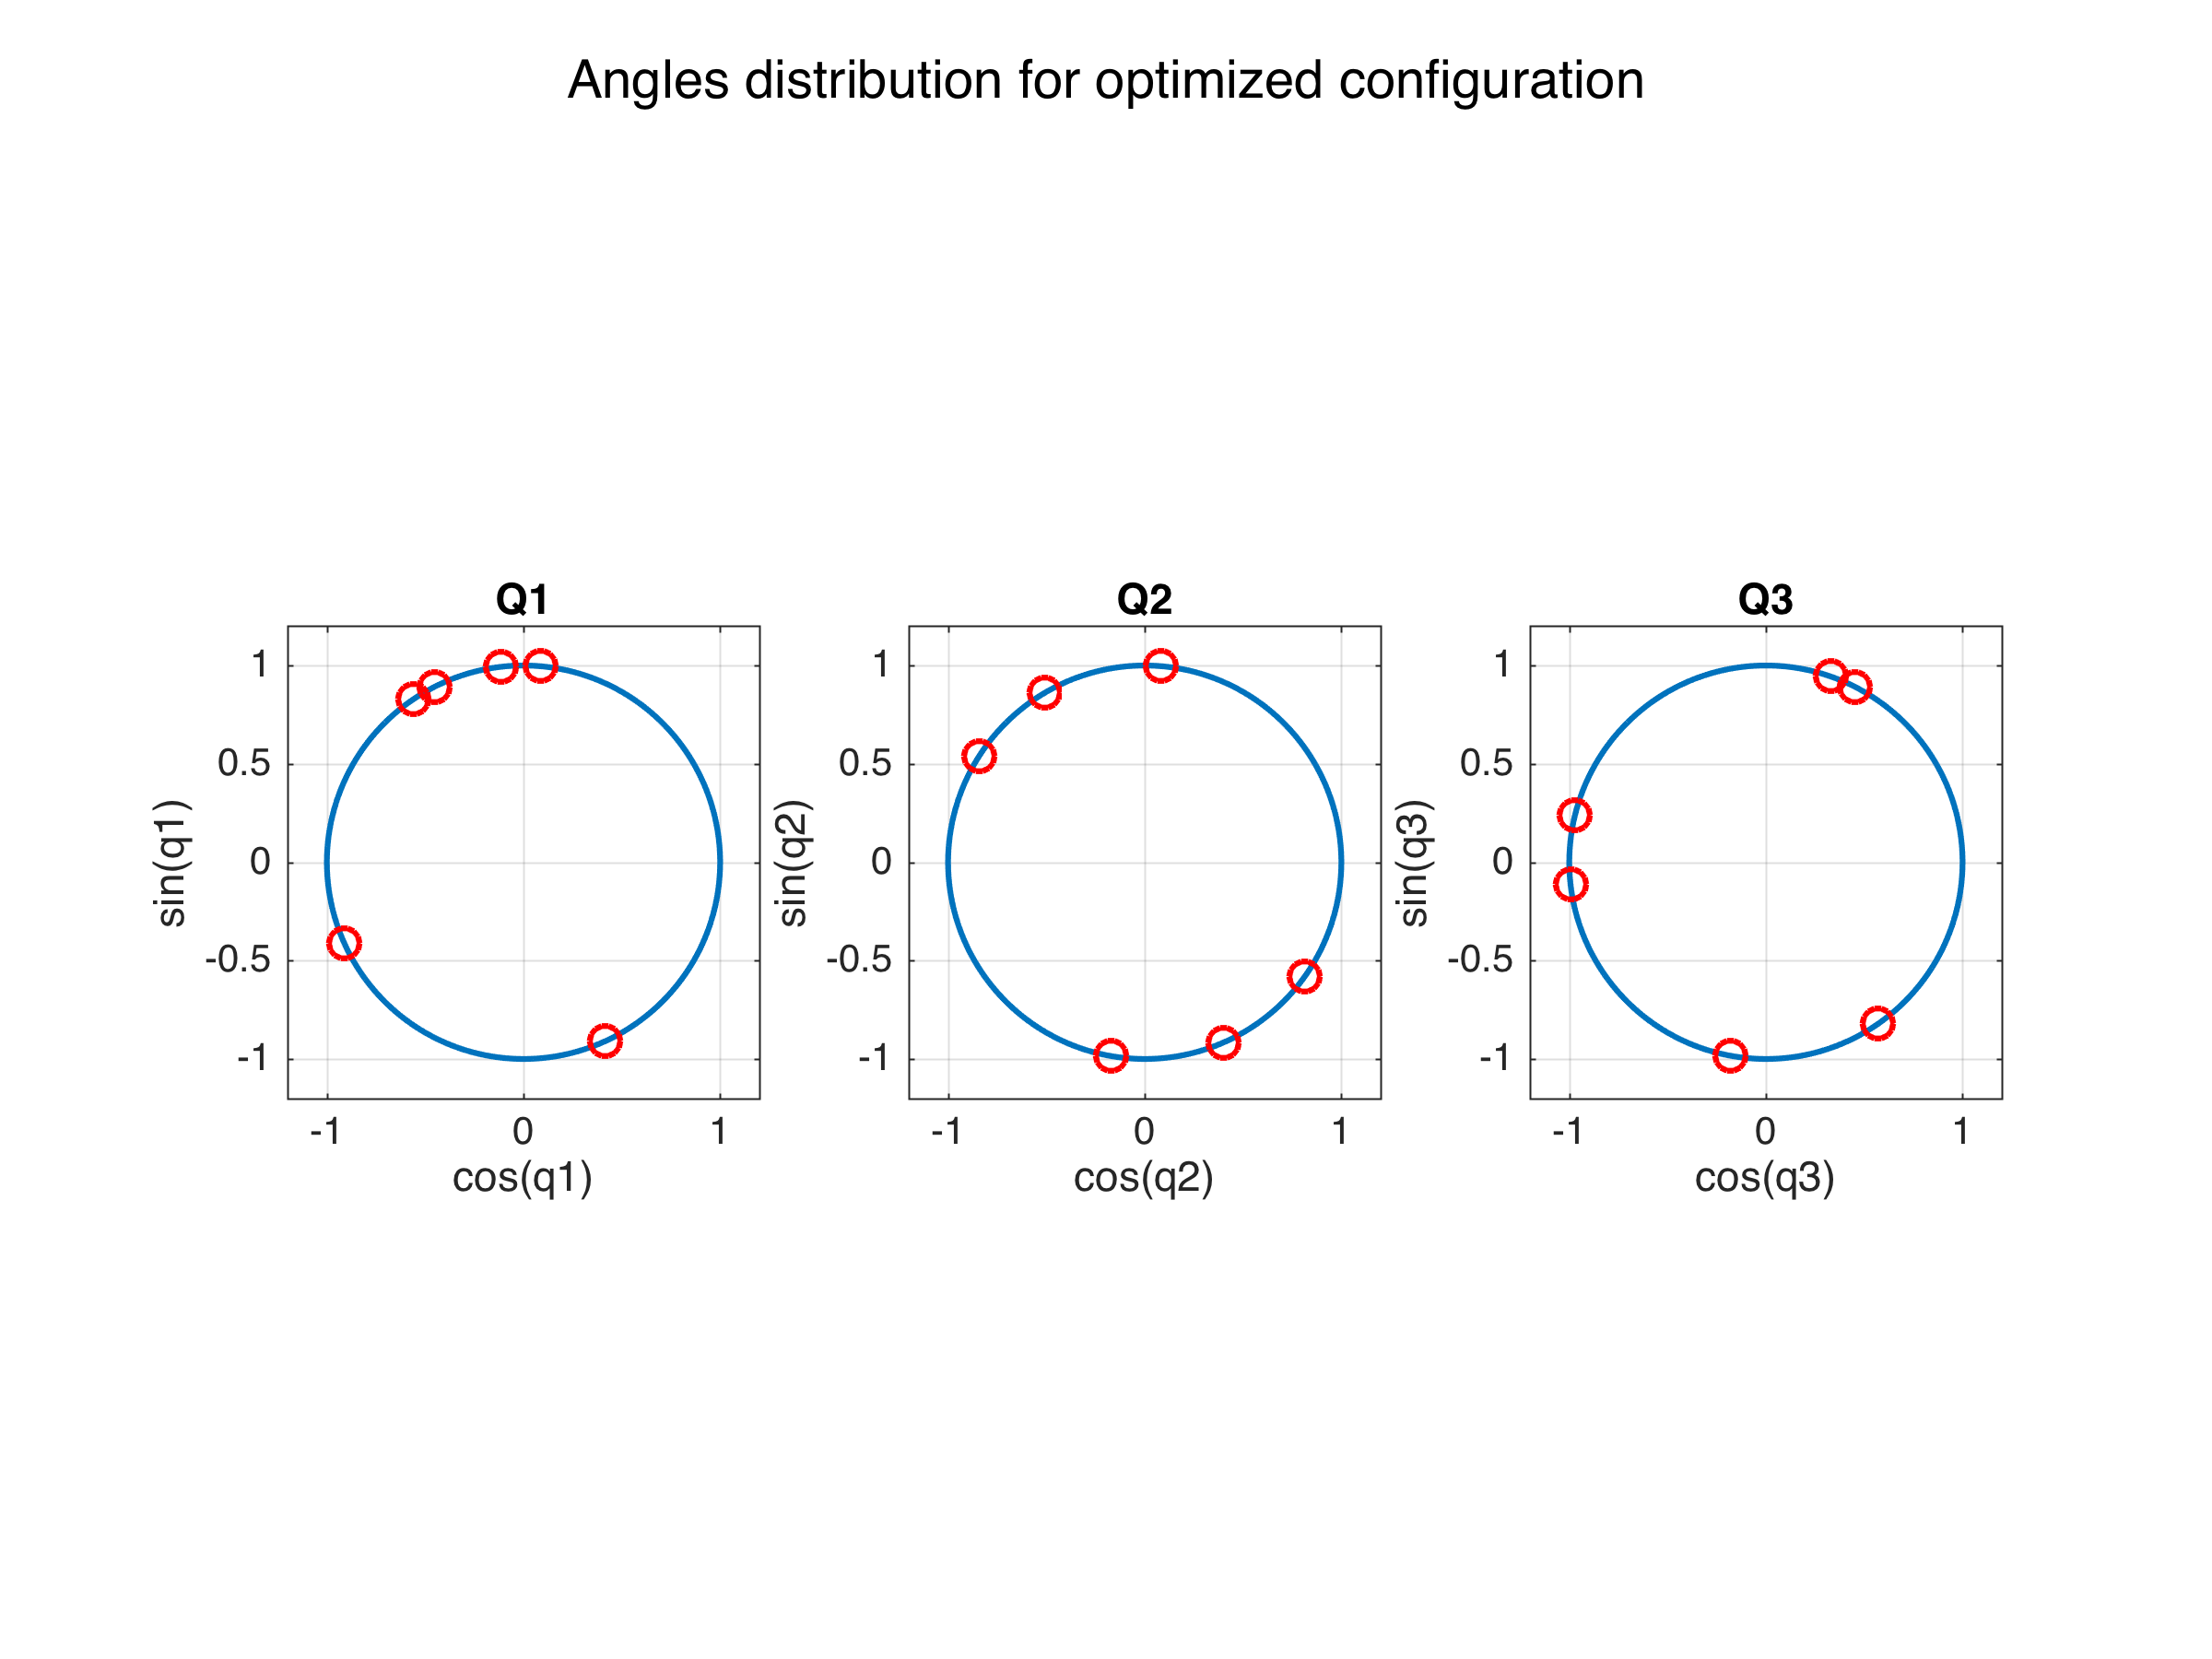 Angles distribution for optimized configuration
Q1
1
0.5
0
-0.5
-1
sin(q1)
-1 0 1
cos(q1)
Q2
1
0.5
0
-0.5
-1
sin(q2)
-1 0 1
cos(q2)
Q3
1
0.5
0
-0.5
-1
sin(q3)
-1 0 1
cos(q3)